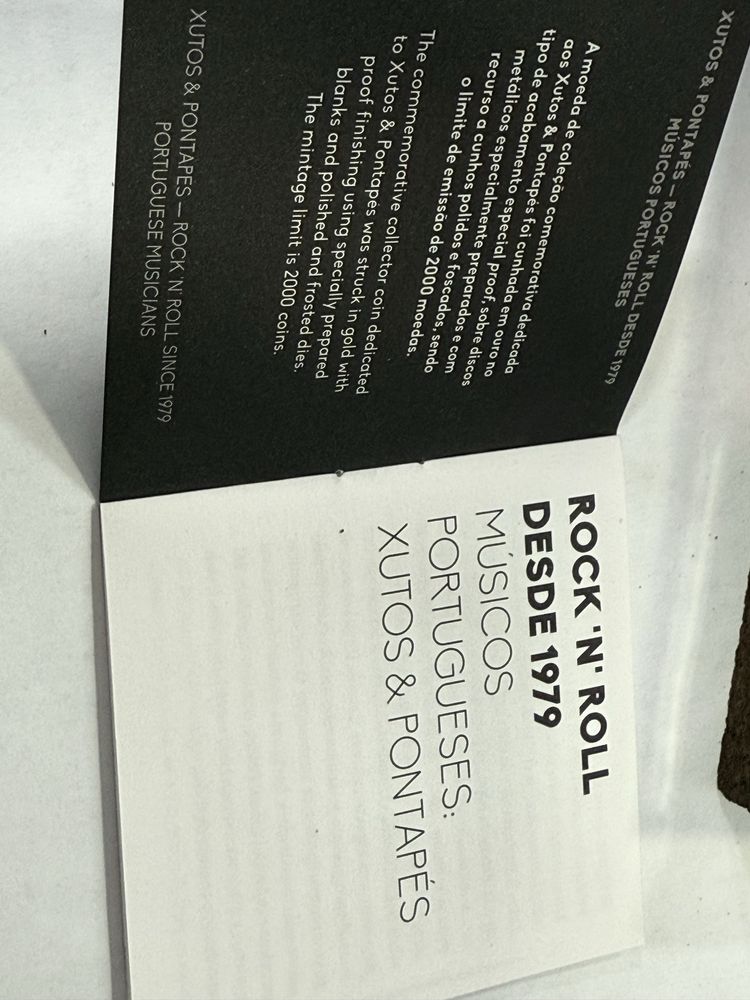 XUTOS & PONTAPÉS — ROCK 'N' ROLL DESDE 1979
MÚSICOS PORTUGUESES
A moeda de coleção comemorativa dedicada
aos Xutos & Pontapés foi cunhada em ouro no
tipo de acabamento especial proof, sobre discos
metálicos especialmente preparados e com
recurso a cunhos polidos e foscados, sendo
o limite de emissão de 2000 moedas.
The commemorative collector coin dedicated
to Xutos & Pontapés was struck in gold with
proof finishing using specially prepared
blanks and polished and frosted dies.
The mintage limit is 2000 coins.
XUTOS & PONTAPÉS — ROCK 'N' ROLL SINCE 1979
PORTUGUESE MUSICIANS
ROCK 'N' ROLL
DESDE 1979
MÚSICOS
PORTUGUESES:
XUTOS & PONTAPÉS